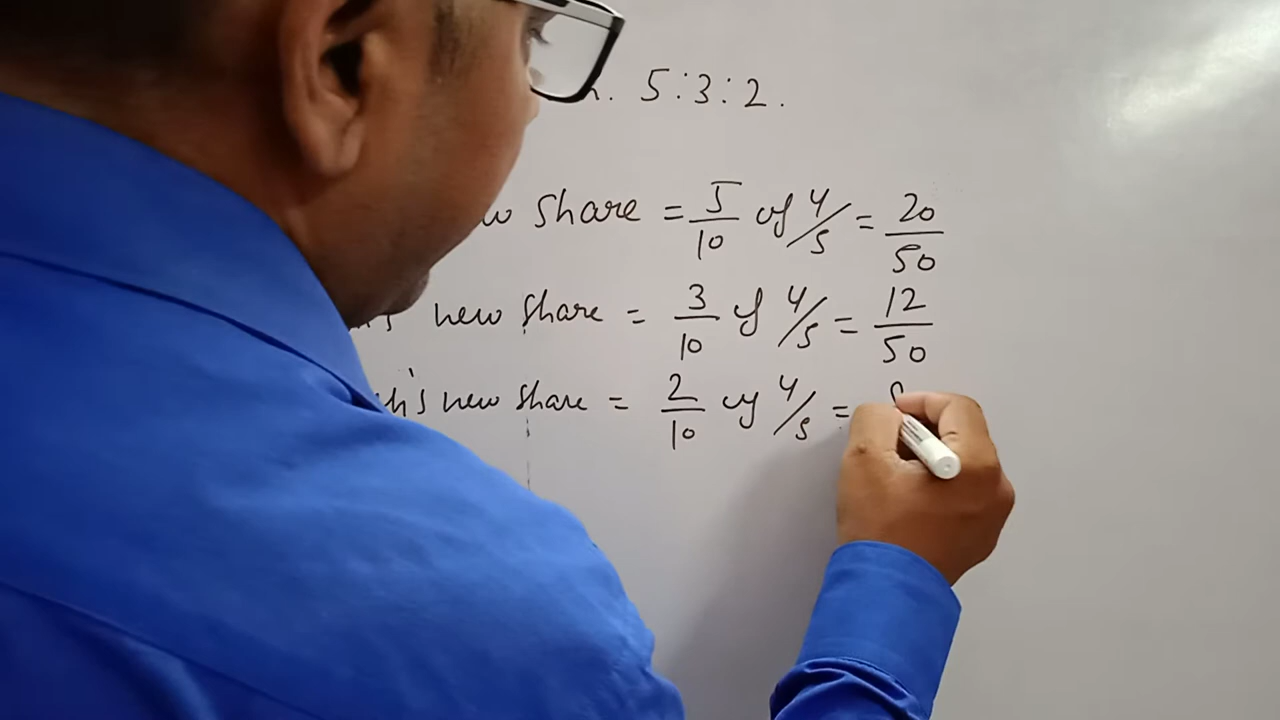 5:3:2.
share = 5/10 of 4/5 = 20/50
new share = 3/10 of 4/5 = 12/50
new share = 2/10 of 4/5 =